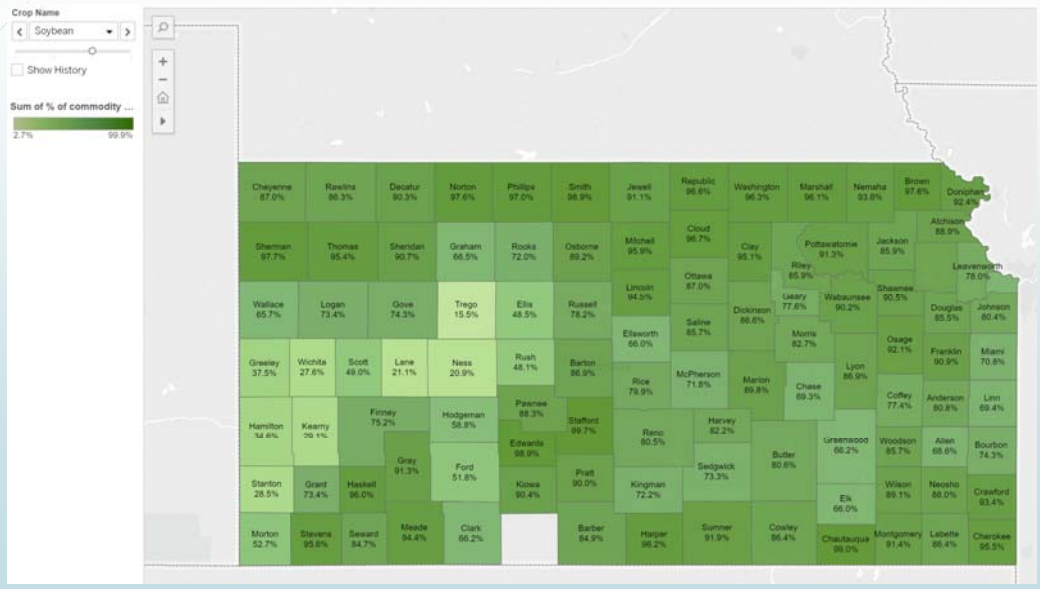 Crop Name
Soybean
Show History
Sum of % of commodity ...
2.7% 99.9%
Cheyenne
87.0%
Rawlins
86.3%
Decatur
90.3%
Norton
97.6%
Phillips
97.0%
Smith
98.9%
Jewell
91.1%
Republic
96.6%
Washington
96.3%
Marshall
96.1%
Nemaha
93.6%
Brown
97.6%
Doniphan
92.4%
Atchison
88.9%
Sherman
97.7%
Thomas
95.4%
Sheridan
90.7%
Graham
66.5%
Rooks
72.0%
Osborne
89.2%
Mitchell
95.9%
Cloud
96.7%
Clay
95.1%
Riley
85.9%
Pottawatomie
91.3%
Jackson
85.9%
Leavenworth
78.0%
Wallace
65.7%
Logan
73.4%
Gove
74.3%
Trego
15.5%
Ellis
48.5%
Russell
78.2%
Lincoln
94.5%
Ottawa
87.0%
Dickinson
86.6%
Geary
77.6%
Wabaunsee
90.2%
Shawnee
90.5%
Douglas
85.5%
Johnson
80.4%
Ellsworth
66.0%
Saline
85.7%
Morris
82.7%
Osage
92.1%
Franklin
90.9%
Miami
70.8%
Greeley
37.5%
Wichita
27.6%
Scott
49.0%
Lane
21.1%
Ness
20.9%
Rush
48.1%
Barton
86.9%
Rice
79.9%
McPherson
71.8%
Marion
89.8%
Chase
69.3%
Lyon
86.9%
Coffey
77.4%
Anderson
80.8%
Linn
69.4%
Hamilton
34.6%
Kearny
29.1%
Finney
75.2%
Hodgeman
58.8%
Pawnee
88.3%
Stafford
99.7%
Edwards
98.9%
Reno
80.5%
Harvey
82.2%
Butler
80.6%
Greenwood
66.2%
Woodson
85.7%
Allen
68.6%
Bourbon
74.3%
Gray
91.3%
Ford
51.8%
Pratt
90.0%
Sedgwick
73.3%
Stanton
28.5%
Grant
73.4%
Haskell
96.0%
Kiowa
90.4%
Kingman
72.2%
Elk
66.0%
Wilson
89.1%
Neosho
88.0%
Crawford
93.4%
Morton
52.7%
Stevens
95.6%
Seward
84.7%
Meade
94.4%
Clark
66.2%
Barber
84.9%
Harper
96.2%
Sumner
91.9%
Cowley
86.4%
Chautauqua
99.0%
Montgomery
91.4%
Labette
86.4%
Cherokee
95.5%